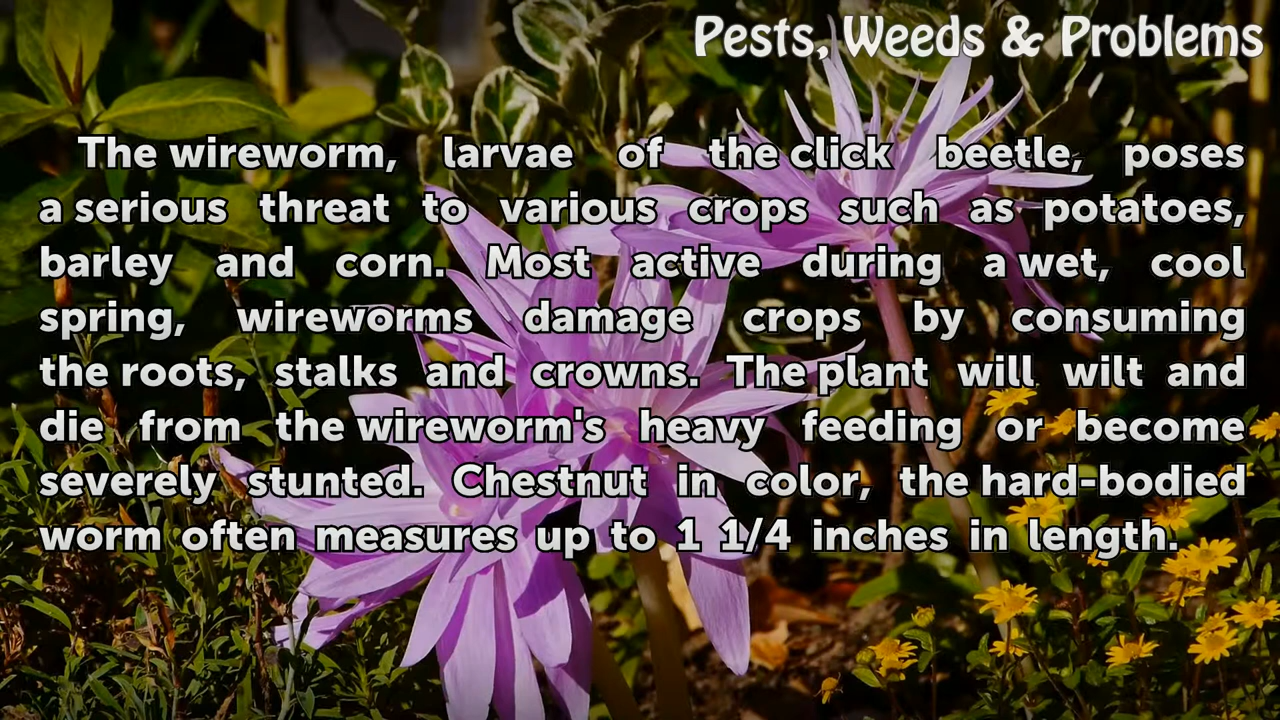 Pests, Weeds & Problems
The wireworm, larvae of the click beetle, poses
a serious threat to various crops such as potatoes,
barley and corn. Most active during a wet, cool
spring, wireworms damage crops by consuming
the roots, stalks and crowns. The plant will wilt and
die from the wireworm's heavy feeding or become
severely stunted. Chestnut in color, the hard-bodied
worm often measures up to 1 1/4 inches in length.